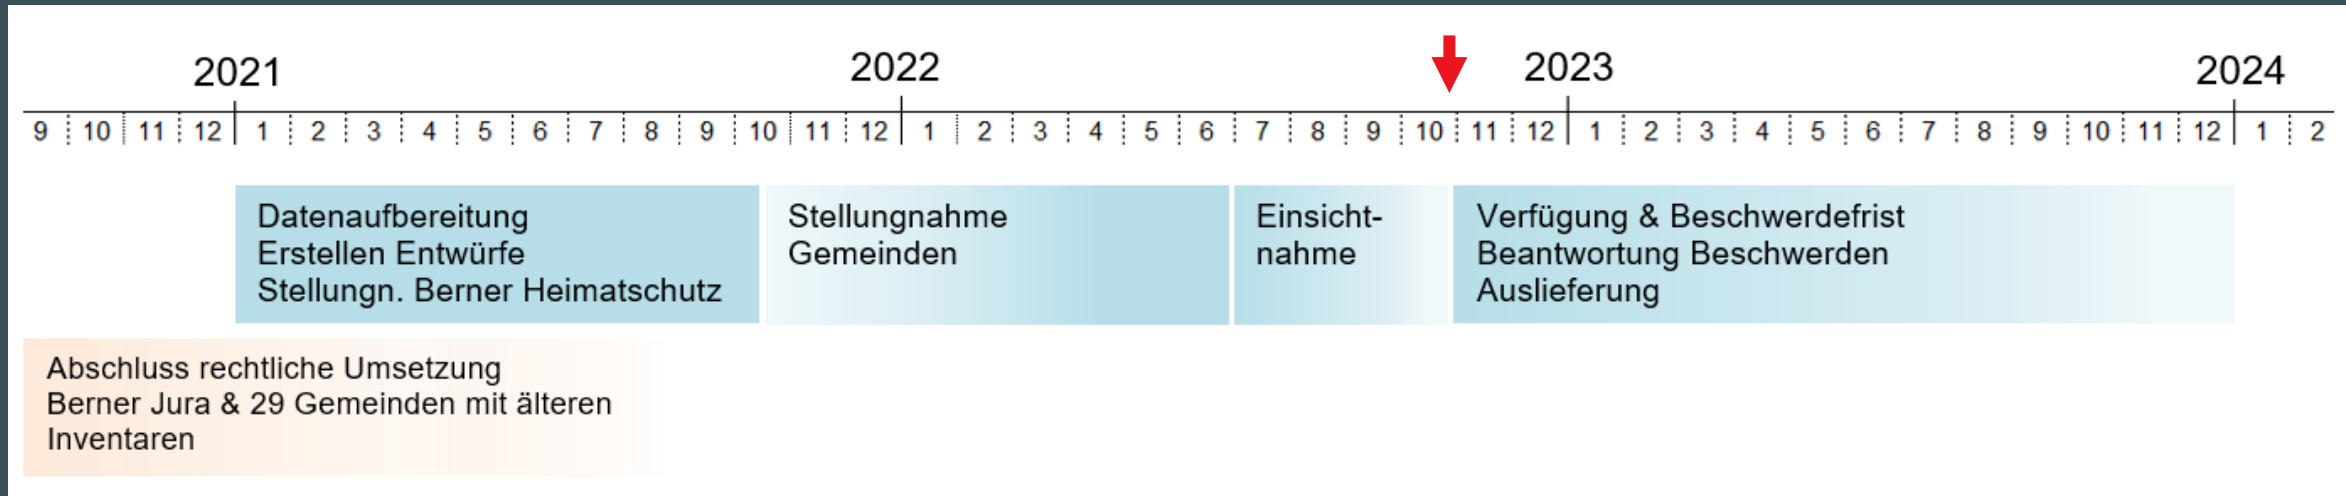 2021 2022 2023 2024
9 10 11 12 1 2 3 4 5 6 7 8 9 10 11 12 1 2 3 4 5 6 7 8 9 10 11 12 1 2 3 4 5 6 7 8 9 10 11 12 1 2
Datenaufbereitung
Erstellen Entwürfe
Stellungn. Berner Heimatschutz
Stellungnahme
Gemeinden
Einsicht-
nahme
Verfügung & Beschwerdefrist
Beantwortung Beschwerden
Auslieferung
Abschluss rechtliche Umsetzung
Berner Jura & 29 Gemeinden mit älteren
Inventaren